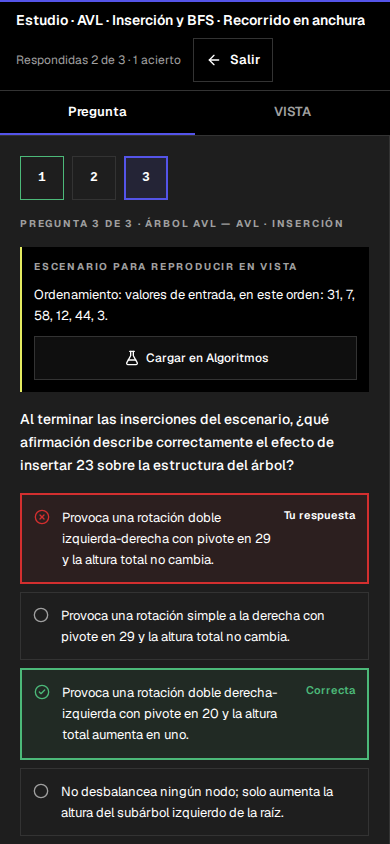 Estudio · AVL · Inserción y BFS · Recorrido en anchura
Respondidas 2 de 3 · 1 acierto
Salir
Pregunta
VISTA
1
2
3
PREGUNTA 3 DE 3 · ÁRBOL AVL — AVL · INSERCIÓN
ESCENARIO PARA REPRODUCIR EN VISTA
Ordenamiento: valores de entrada, en este orden: 31, 7,
58, 12, 44, 3.
Cargar en Algoritmos
Al terminar las inserciones del escenario, ¿qué
afirmación describe correctamente el efecto de
insertar 23 sobre la estructura del árbol?
Provoca una rotación doble
izquierda-derecha con pivote en 29
y la altura total no cambia.
Tu respuesta
Provoca una rotación simple a la derecha con
pivote en 29 y la altura total no cambia.
Provoca una rotación doble derecha-
izquierda con pivote en 20 y la altura
total aumenta en uno.
Correcta
No desbalancea ningún nodo; solo aumenta la
altura del subárbol izquierdo de la raíz.